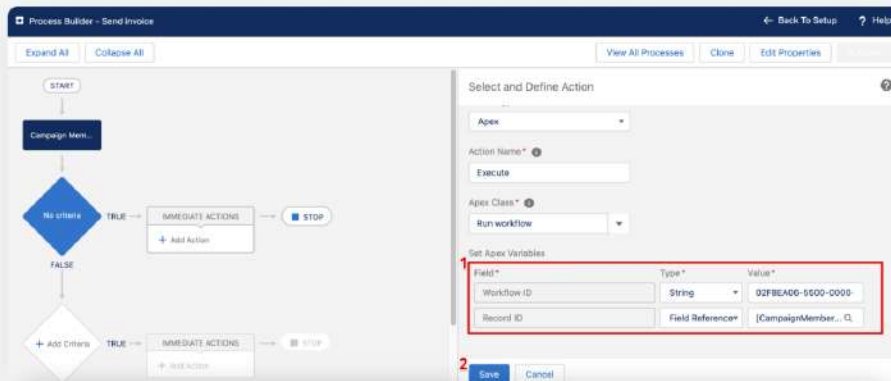 Process Builder - Send Invoice
← Back To Setup ? Help
Expand All Collapse All View All Processes Clone Edit Properties
START
Campaign Mem...
No criteria TRUE IMMEDIATE ACTIONS STOP
+ Add Action
FALSE
+ Add Criteria TRUE IMMEDIATE ACTIONS STOP
+ Add Action
Select and Define Action
Apex
Action Name*
Execute
Apex Class*
Run workflow
Set Apex Variables
1
Field* Type* Value*
Workflow ID String 02FBEA06-5500-0000-
Record ID Field Reference [CampaignMember...
2
Save Cancel